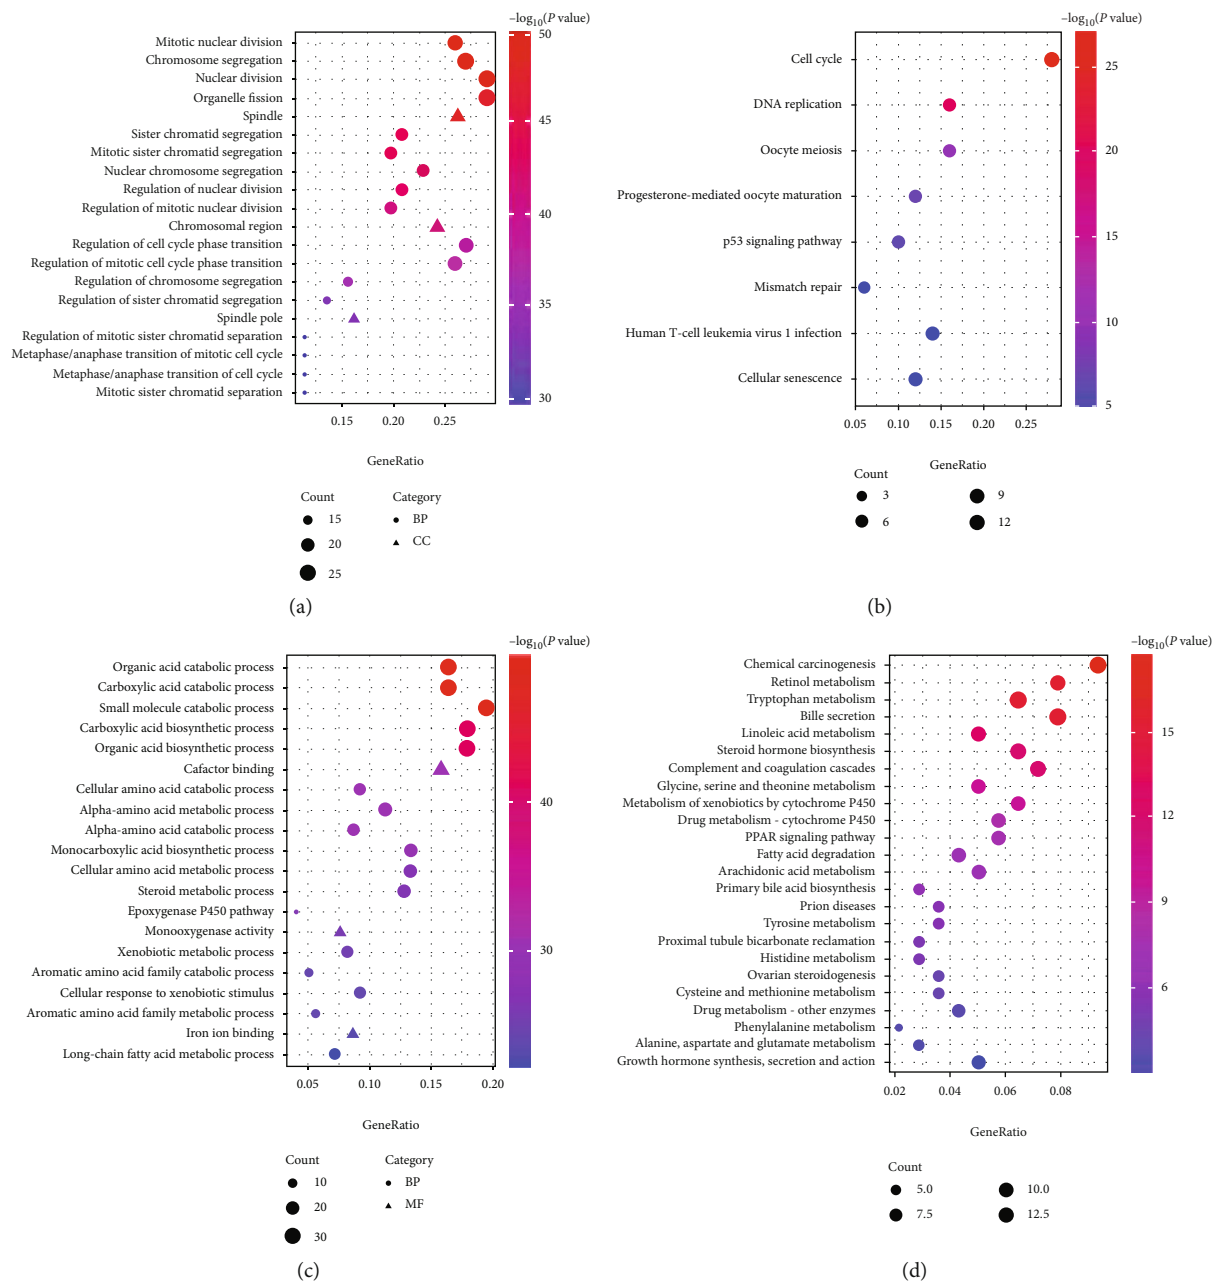 –log10(P value)
Mitotic nuclear division
Chromosome segregation
Nuclear division
Organelle fission
Spindle
Sister chromatid segregation
Mitotic sister chromatid segregation
Nuclear chromosome segregation
Regulation of nuclear division
Regulation of mitotic nuclear division
Chromosomal region
Regulation of cell cycle phase transition
Regulation of mitotic cell cycle phase transition
Regulation of chromosome segregation
Regulation of sister chromatid segregation
Spindle pole
Regulation of mitotic sister chromatid separation
Metaphase/anaphase transition of mitotic cell cycle
Metaphase/anaphase transition of cell cycle
Mitotic sister chromatid separation
50
45
40
35
30
0.15 0.20 0.25
GeneRatio
Count
15
20
25
Category
BP
CC
(a)
–log10(P value)
Cell cycle
DNA replication
Oocyte meiosis
Progesterone-mediated oocyte maturation
p53 signaling pathway
Mismatch repair
Human T-cell leukemia virus 1 infection
Cellular senescence
25
20
15
10
5
0.05 0.10 0.15 0.20 0.25
GeneRatio
Count
3 9
6 12
(b)
–log10(P value)
Organic acid catabolic process
Carboxylic acid catabolic process
Small molecule catabolic process
Carboxylic acid biosynthetic process
Organic acid biosynthetic process
Cafactor binding
Cellular amino acid catabolic process
Alpha-amino acid metabolic process
Alpha-amino acid catabolic process
Monocarboxylic acid biosynthetic process
Cellular amino acid metabolic process
Steroid metabolic process
Epoxygenase P450 pathway
Monooxygenase activity
Xenobiotic metabolic process
Aromatic amino acid family catabolic process
Cellular response to xenobiotic stimulus
Aromatic amino acid family metabolic process
Iron ion binding
Long-chain fatty acid metabolic process
40
30
0.05 0.10 0.15 0.20
GeneRatio
Count
10
20
30
Category
BP
MF
(c)
–log10(P value)
Chemical carcinogenesis
Retinol metabolism
Tryptophan metabolism
Bille secretion
Linoleic acid metabolism
Steroid hormone biosynthesis
Complement and coagulation cascades
Glycine, serine and theonine metabolism
Metabolism of xenobiotics by cytochrome P450
Drug metabolism - cytochrome P450
PPAR signaling pathway
Fatty acid degradation
Arachidonic acid metabolism
Primary bile acid biosynthesis
Prion diseases
Tyrosine metabolism
Proximal tubule bicarbonate reclamation
Histidine metabolism
Ovarian steroidogenesis
Cysteine and methionine metabolism
Drug metabolism - other enzymes
Phenylalanine metabolism
Alanine, aspartate and glutamate metabolism
Growth hormone synthesis, secretion and action
15
12
9
6
0.02 0.04 0.06 0.08
GeneRatio
Count
5.0 10.0
7.5 12.5
(d)